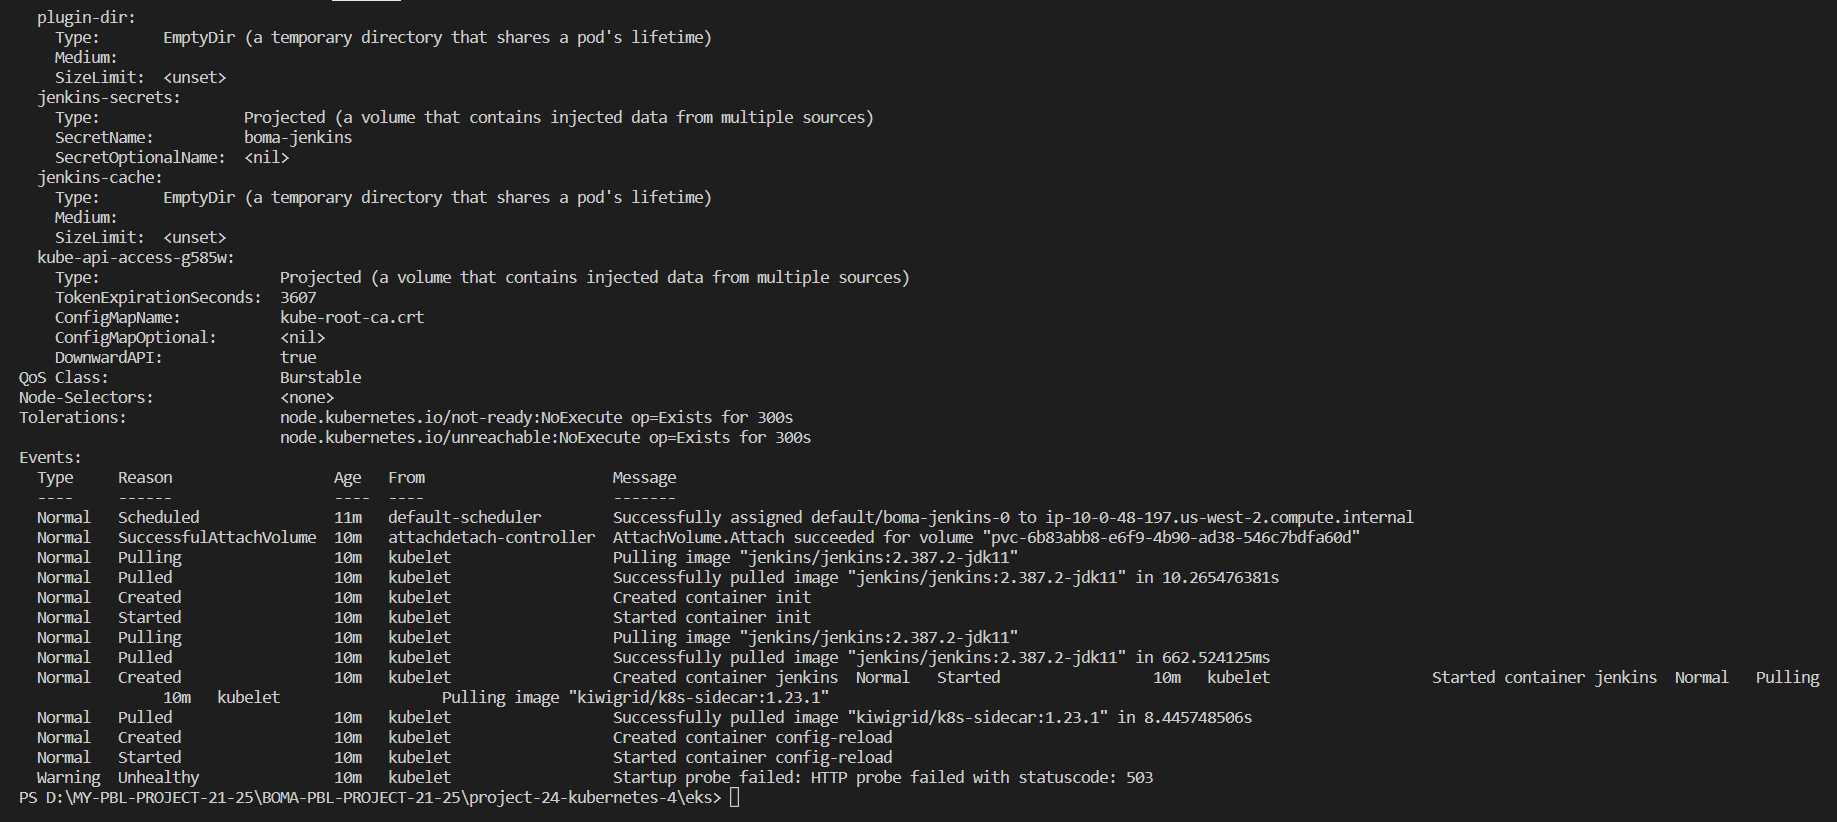 plugin-dir:
    Type:       EmptyDir (a temporary directory that shares a pod's lifetime)
    Medium:
    SizeLimit:  <unset>
  jenkins-secrets:
    Type:                Projected (a volume that contains injected data from multiple sources)
    SecretName:          boma-jenkins
    SecretOptionalName:  <nil>
  jenkins-cache:
    Type:       EmptyDir (a temporary directory that shares a pod's lifetime)
    Medium:
    SizeLimit:  <unset>
  kube-api-access-g585w:
    Type:                    Projected (a volume that contains injected data from multiple sources)
    TokenExpirationSeconds:  3607
    ConfigMapName:           kube-root-ca.crt
    ConfigMapOptional:       <nil>
    DownwardAPI:             true
QoS Class:                   Burstable
Node-Selectors:              <none>
Tolerations:                 node.kubernetes.io/not-ready:NoExecute op=Exists for 300s
                             node.kubernetes.io/unreachable:NoExecute op=Exists for 300s
Events:
  Type     Reason                  Age   From                     Message
  ----     ------                  ----  ----                     -------
  Normal   Scheduled               11m   default-scheduler        Successfully assigned default/boma-jenkins-0 to ip-10-0-48-197.us-west-2.compute.internal
  Normal   SuccessfulAttachVolume  10m   attachdetach-controller  AttachVolume.Attach succeeded for volume "pvc-6b83abb8-e6f9-4b90-ad38-546c7bdfa60d"
  Normal   Pulling                 10m   kubelet                  Pulling image "jenkins/jenkins:2.387.2-jdk11"
  Normal   Pulled                  10m   kubelet                  Successfully pulled image "jenkins/jenkins:2.387.2-jdk11" in 10.265476381s
  Normal   Created                 10m   kubelet                  Created container init
  Normal   Started                 10m   kubelet                  Started container init
  Normal   Pulling                 10m   kubelet                  Pulling image "jenkins/jenkins:2.387.2-jdk11"
  Normal   Pulled                  10m   kubelet                  Successfully pulled image "jenkins/jenkins:2.387.2-jdk11" in 662.524125ms
  Normal   Created                 10m   kubelet                  Created container jenkins  Normal   Started                 10m   kubelet                  Started container jenkins  Normal   Pulling
                10m   kubelet                  Pulling image "kiwigrid/k8s-sidecar:1.23.1"
  Normal   Pulled                  10m   kubelet                  Successfully pulled image "kiwigrid/k8s-sidecar:1.23.1" in 8.445748506s
  Normal   Created                 10m   kubelet                  Created container config-reload
  Normal   Started                 10m   kubelet                  Started container config-reload
  Warning  Unhealthy               10m   kubelet                  Startup probe failed: HTTP probe failed with statuscode: 503
PS D:\MY-PBL-PROJECT-21-25\BOMA-PBL-PROJECT-21-25\project-24-kubernetes-4\eks>